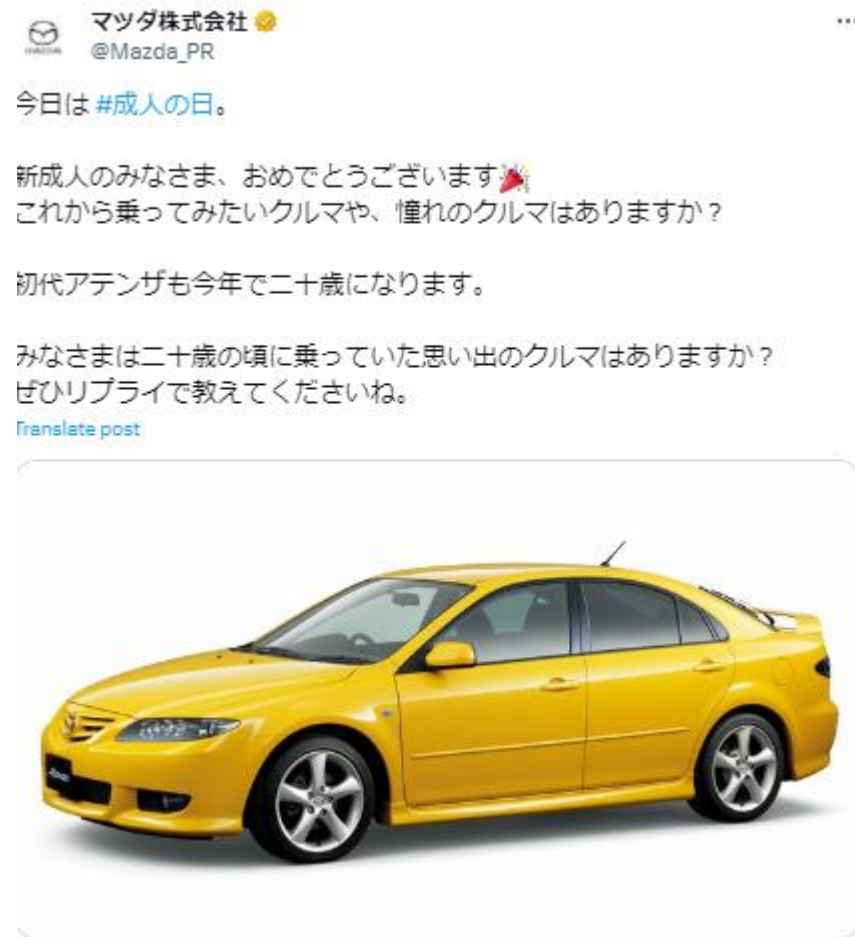 マツダ株式会社
@Mazda_PR
今日は #成人の日。
新成人のみなさま、おめでとうございます🎉
これから乗ってみたいクルマや、憧れのクルマはありますか？
初代アテンザも今年で二十歳になります。
みなさまは二十歳の頃に乗っていた思い出のクルマはありますか？
ぜひリプライで教えてくださいね。
Translate post